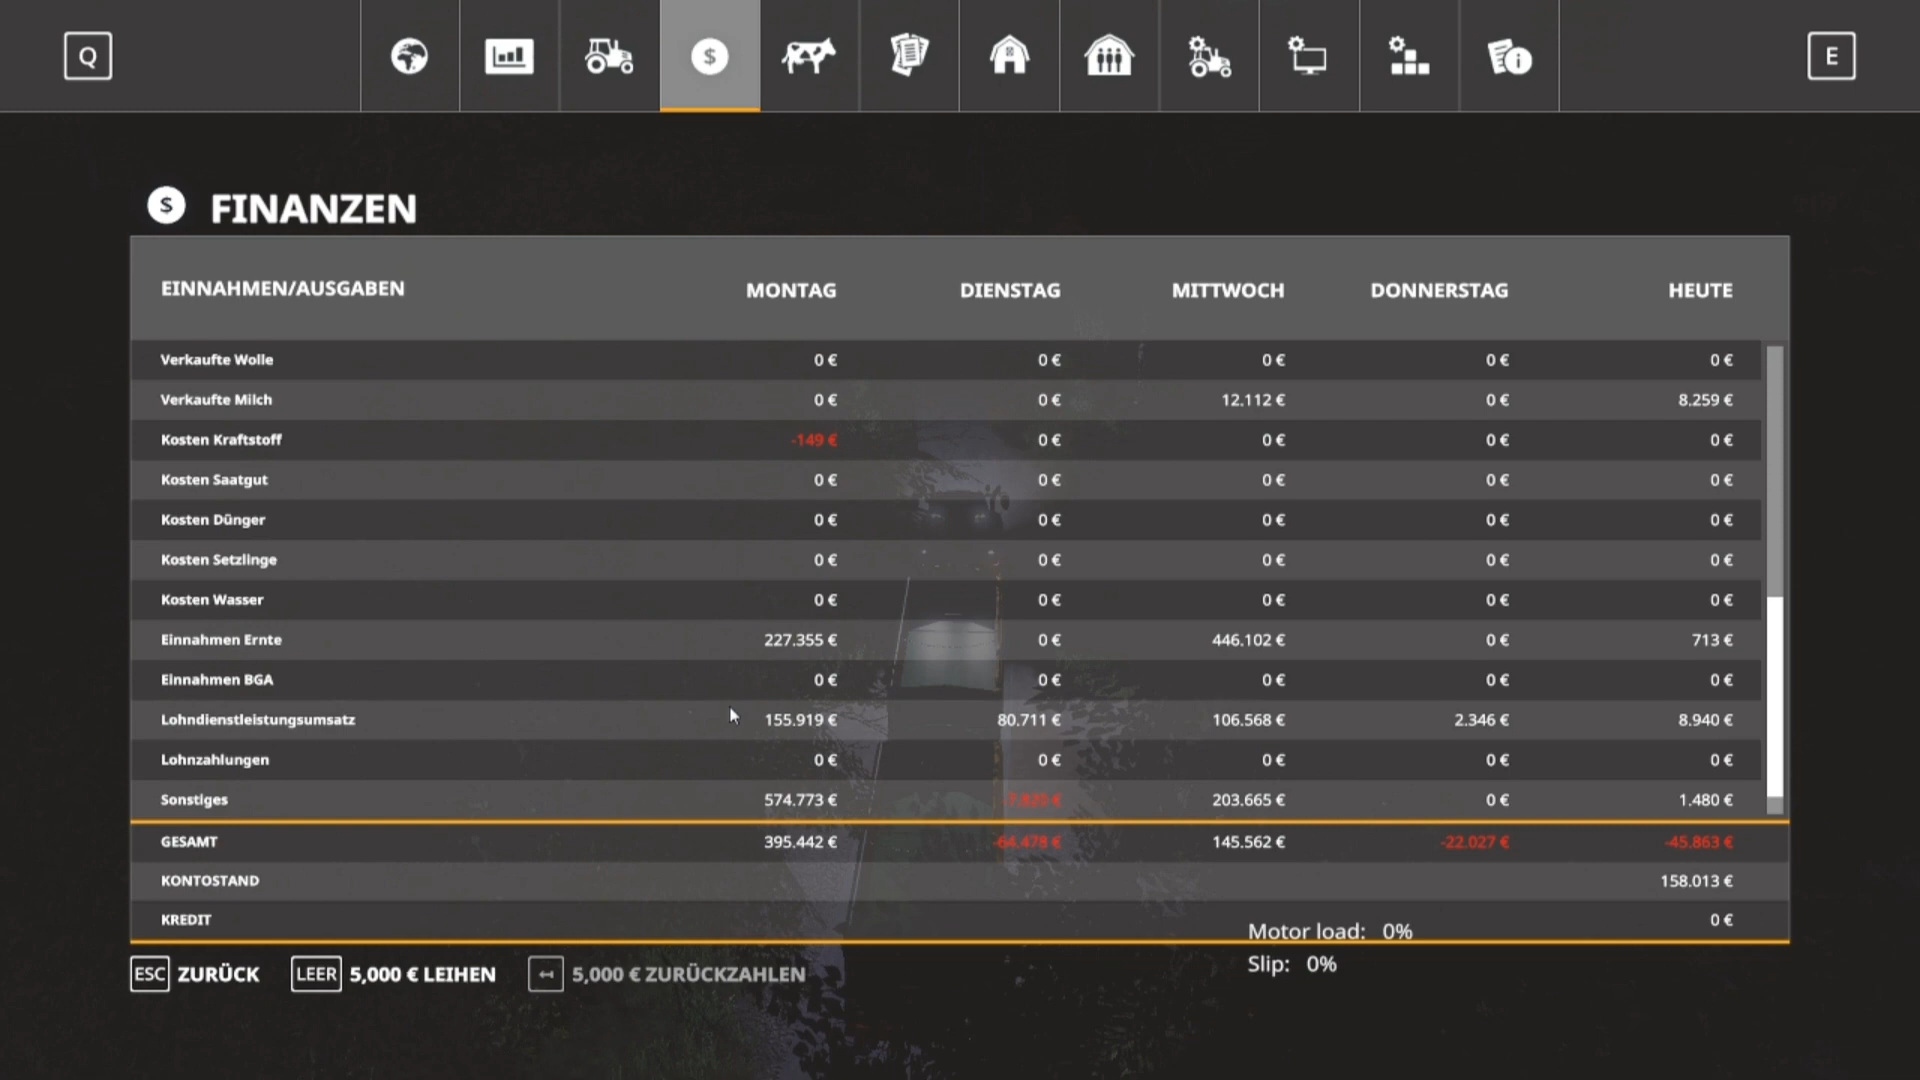 Q
E
FINANZEN
EINNAHMEN/AUSGABEN MONTAG DIENSTAG MITTWOCH DONNERSTAG HEUTE
Verkaufte Wolle 0 € 0 € 0 € 0 € 0 €
Verkaufte Milch 0 € 0 € 12.112 € 0 € 8.259 €
Kosten Kraftstoff -149 € 0 € 0 € 0 € 0 €
Kosten Saatgut 0 € 0 € 0 € 0 € 0 €
Kosten Dünger 0 € 0 € 0 € 0 € 0 €
Kosten Setzlinge 0 € 0 € 0 € 0 € 0 €
Kosten Wasser 0 € 0 € 0 € 0 € 0 €
Einnahmen Ernte 227.355 € 0 € 446.102 € 0 € 713 €
Einnahmen BGA 0 € 0 € 0 € 0 € 0 €
Lohndienstleistungsumsatz 155.919 € 80.711 € 106.568 € 2.346 € 8.940 €
Lohnzahlungen 0 € 0 € 0 € 0 € 0 €
Sonstiges 574.773 € 203.665 € 0 € 1.480 €
GESAMT 395.442 € -64.478 € 145.562 € -22.027 € -45.863 €
KONTOSTAND 158.013 €
KREDIT 0 €
Motor load: 0%
Slip: 0%
ESC ZURÜCK LEER 5,000 € LEIHEN 5,000 € ZURÜCKZAHLEN